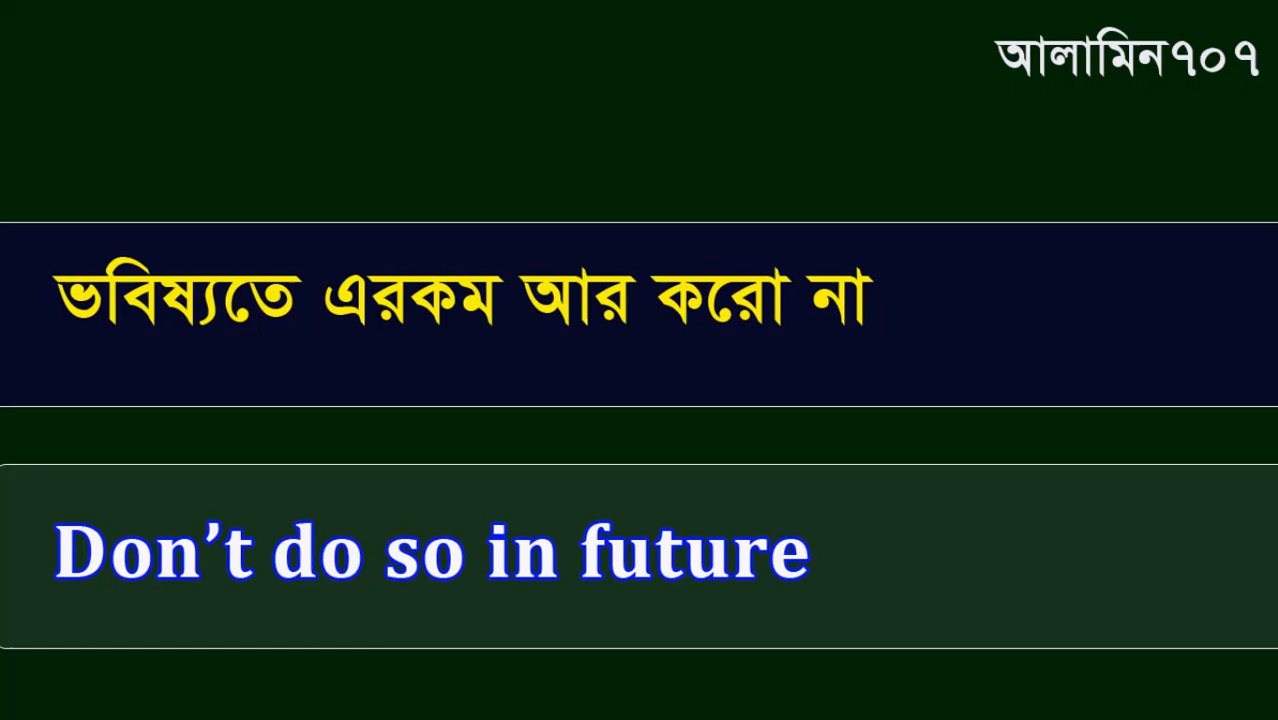 আলামিন৭০৭
ভবিষ্যতে এরকম আর করো না
Don’t do so in future